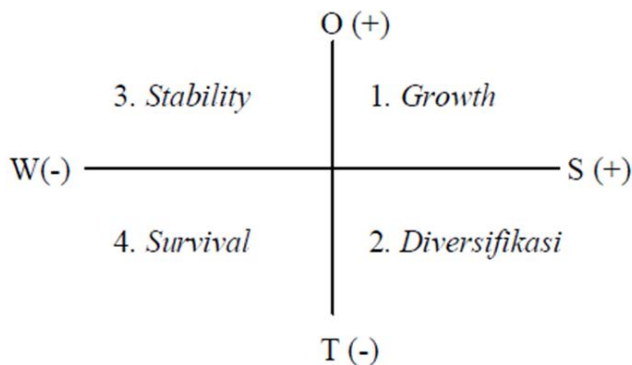 O (+)
3. Stability
1. Growth
W(-)
S (+)
4. Survival
2. Diversifikasi
T (-)